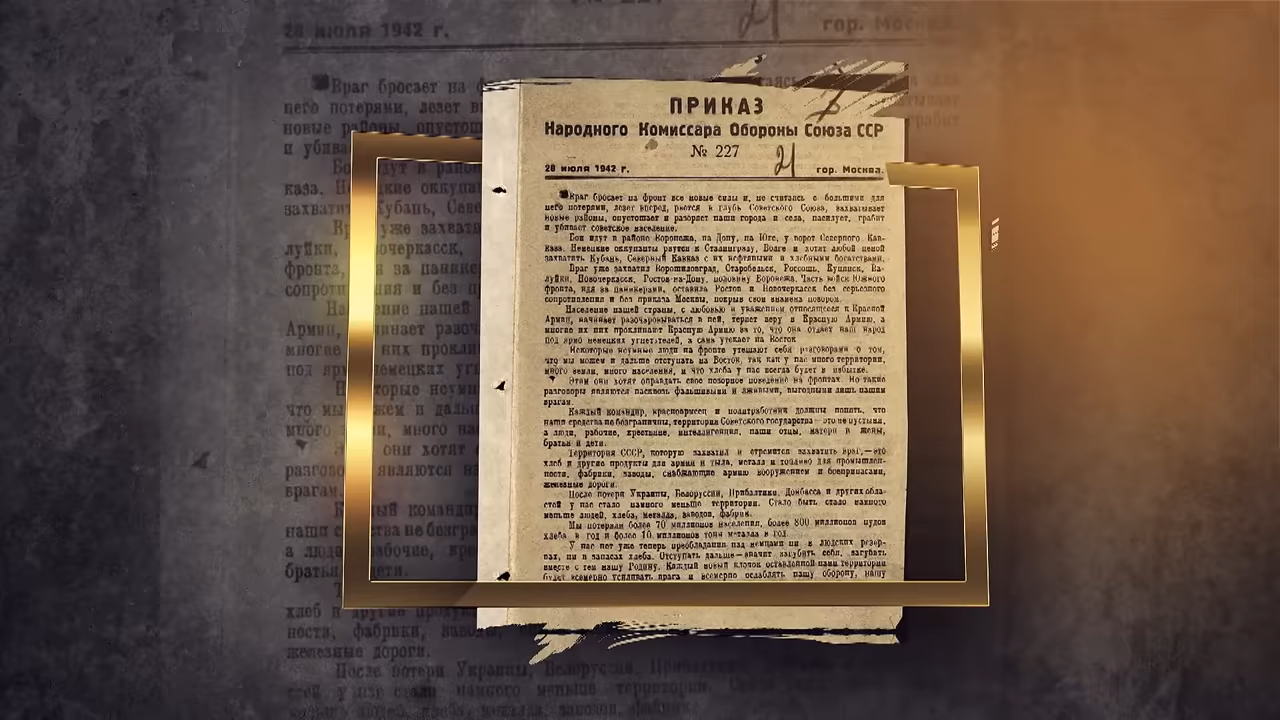 ПРИКАЗ
Народного Комиссара Обороны Союза ССР
№ 227
21
28 июля 1942 г. гор. Москва.
Враг бросает на фронт все новые силы и, не считаясь с большими для
него потерями, лезет вперед, рвется в глубь Советского Союза, захватывает
новые районы, опустошает и разоряет наши города и села, насилует, грабит
и убивает советское население.
Бои идут в районе Воронежа, на Дону, на Юге, у ворот Северного Кав-
каза. Немецкие оккупанты рвутся к Сталинграду, Волге и хотят любой ценой
захватить Кубань, Северный Кавказ с их нефтяными и хлебными богатствами.
Враг уже захватил Ворошиловград, Старобельск, Россошь, Купянск, Ва-
луйки, Новочеркасск, Ростов-на-Дону, половину Воронежа. Часть войск Южного
фронта, идя за паникерами, оставила Ростов и Новочеркасск без серьезного
сопротивления и без приказа Москвы, покрыв свои знамена позором.
Население нашей страны, с любовью и уважением относящееся к Красной
Армии, начинает разочаровываться в ней, теряет веру в Красную Армию, а
многие из них проклинают Красную Армию за то, что она отдает наш народ
под ярмо немецких угнетателей, а сама утекает на Восток.
Некоторые неумные люди на фронте утешают себя разговорами о том,
что мы можем и дальше отступать на Восток, так как у нас много территории,
много земли, много населения, и что хлеба у нас всегда будет в избытке.
Этим они хотят оправдать свое позорное поведение на фронтах. Но такие
разговоры являются насквозь фальшивыми и лживыми, выгодными лишь нашим
врагам.
Каждый командир, красноармеец и политработник должны понять, что
наши средства не безграничны, территория Советского государства—это не пустыня,
а люди, рабочие, крестьяне, интеллигенция, наши отцы, матери и жены,
братья и дети.
Территория СССР, которую захватил и стремится захватить враг,—это
хлеб и другие продукты для армии и тыла, металл и топливо для промышлен-
ности, фабрики, заводы, снабжающие армию вооружением и боеприпасами,
железные дороги.
После потери Украины, Белоруссии, Прибалтики, Донбасса и других обла-
стей у нас стало намного меньше территории. Стало быть, стало намного
меньше людей, хлеба, металла, заводов, фабрик.
Мы потеряли более 70 миллионов населения, более 800 миллионов пудов
хлеба в год и более 10 миллионов тонн металла в год.
У нас нет уже теперь преобладания над немцами ни в людских резер-
вах, ни в запасах хлеба. Отступать дальше—значит загубить себя, загубить
вместе с тем нашу Родину. Каждый новый клочок оставленной нами территории
будет всемерно усиливать врага и всемерно ослаблять нашу оборону, нашу